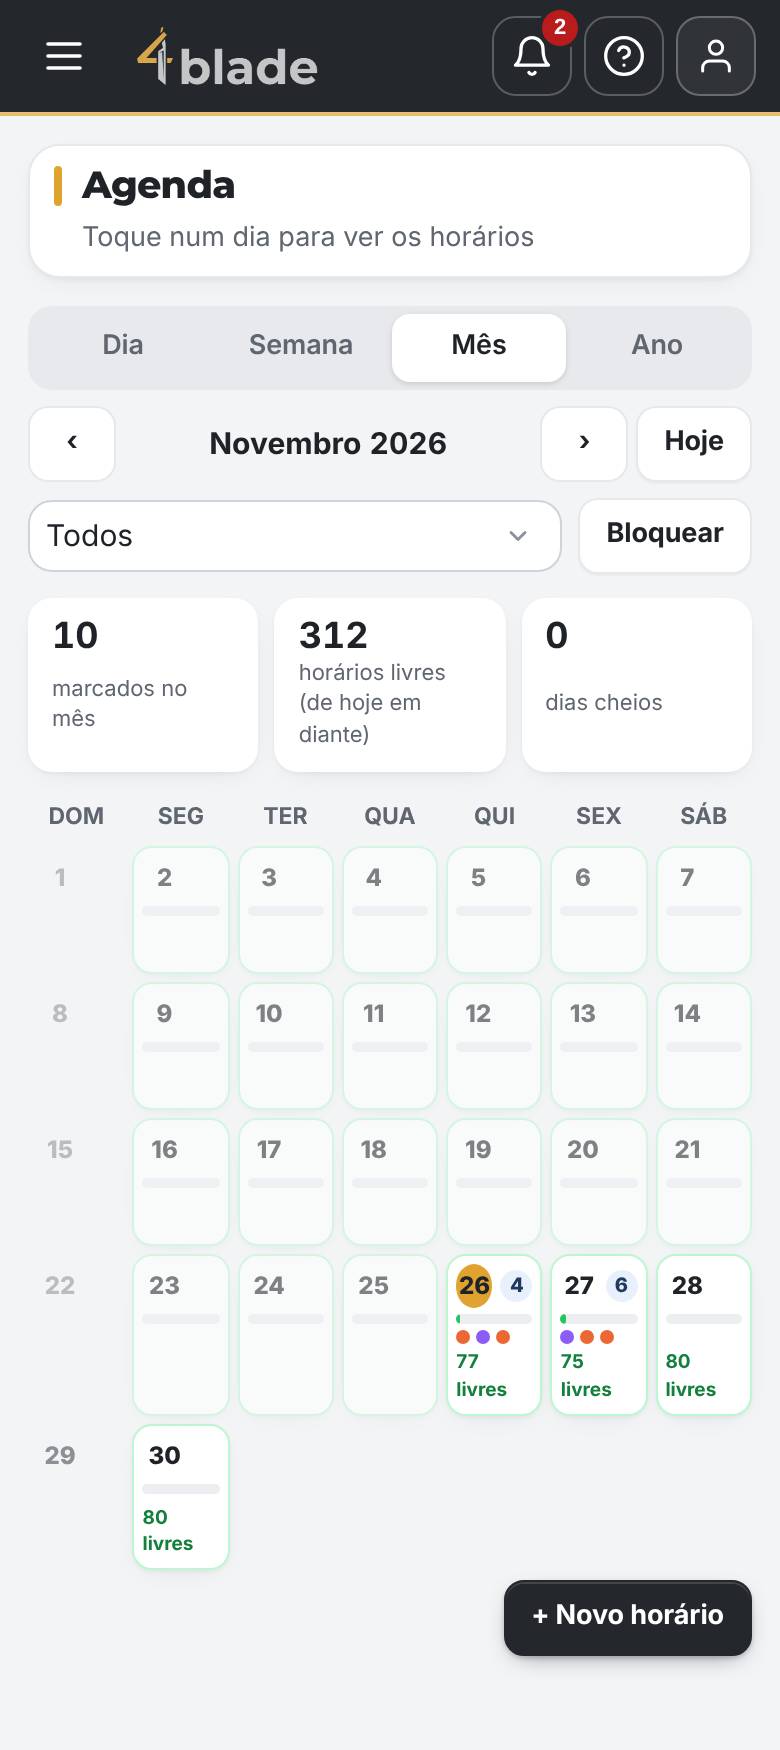 2
4blade
Agenda
Toque num dia para ver os horários
Dia Semana Mês Ano
‹ Novembro 2026 › Hoje
Todos Bloquear
10 312 0
marcados no
mês
horários livres
(de hoje em
diante)
dias cheios
DOM SEG TER QUA QUI SEX SÁB
1 2 3 4 5 6 7
8 9 10 11 12 13 14
15 16 17 18 19 20 21
22 23 24 25 26 4 27 6 28
77 75 80
livres livres livres
29 30
80
livres
+ Novo horário